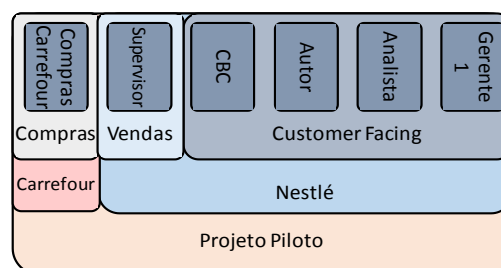 Compras
Carrefour
Supervisor
CBC
Autor
Analista
Gerente
1
Compras
Vendas
Customer Facing
Carrefour
Nestlé
Projeto Piloto